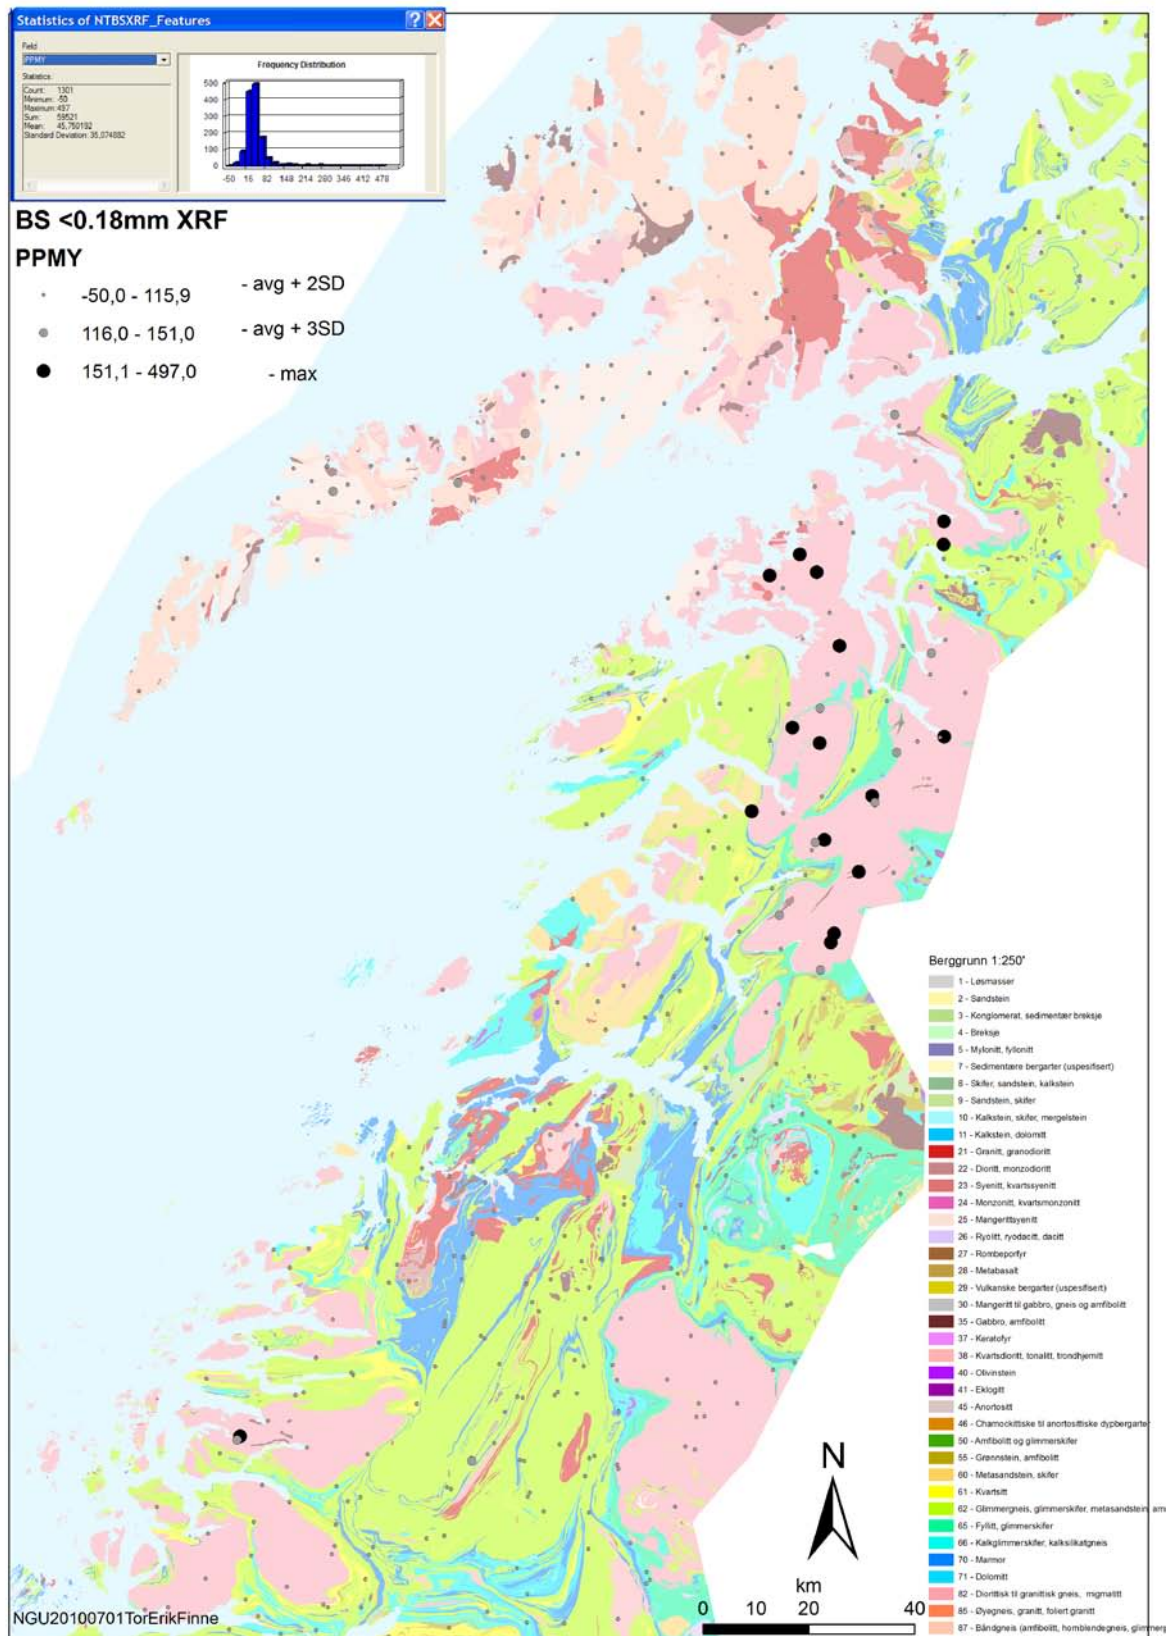 Statistics of NTBSXRF_Features
Field
PPMY
Statistics:
Count: 1301
Minimum: -50
Maximum: 497
Sum: 59521
Mean: 45,750192
Standard Deviation: 35,074882
Frequency Distribution
500
400
300
200
100
0
-50 16 82 148 214 280 346 412 478
BS <0.18mm XRF
PPMY
-50,0 - 115,9 - avg + 2SD
116,0 - 151,0 - avg + 3SD
151,1 - 497,0 - max
Berggrunn 1:250'
1 - Løsmasser
2 - Sandstein
3 - Konglomerat, sedimentær breksje
4 - Breksje
5 - Mylonitt, fyllonitt
7 - Sedimentære bergarter (uspesifisert)
8 - Skifer, sandstein, kalkstein
9 - Sandstein, skifer
10 - Kalkstein, skifer, mergelstein
11 - Kalkstein, dolomitt
21 - Granitt, granodioritt
22 - Dioritt, monzodioritt
23 - Syenitt, kvartssyenitt
24 - Monzonitt, kvartsmonzonitt
25 - Mangerittsyenitt
26 - Ryolitt, ryodacitt, dacitt
27 - Rombeporfyr
28 - Metabasalt
29 - Vulkanske bergarter (uspesifisert)
30 - Mangeritt til gabbro, gneis og amfibolitt
35 - Gabbro, amfibolitt
37 - Keratofyr
38 - Kvartsdioritt, tonalitt, trondhjemitt
40 - Olivinstein
41 - Eklogitt
45 - Anortositt
46 - Charnockittiske til anortosittiske dypbergarter
50 - Amfibolitt og glimmerskifer
55 - Grønnstein, amfibolitt
60 - Metasandstein, skifer
61 - Kvartsitt
62 - Glimmergneis, glimmerskifer, metasandstein, am
65 - Fyllitt, glimmerskifer
66 - Kalkglimmerskifer, kalksilikatgneis
70 - Marmor
71 - Dolomitt
82 - Diorittisk til granittisk gneis, migmatitt
85 - Øyegneis, granitt, foliert granitt
87 - Båndgneis (amfibolitt, hornblendegneis, glimmerg
N
km
0 10 20 40
NGU20100701TorErikFinne